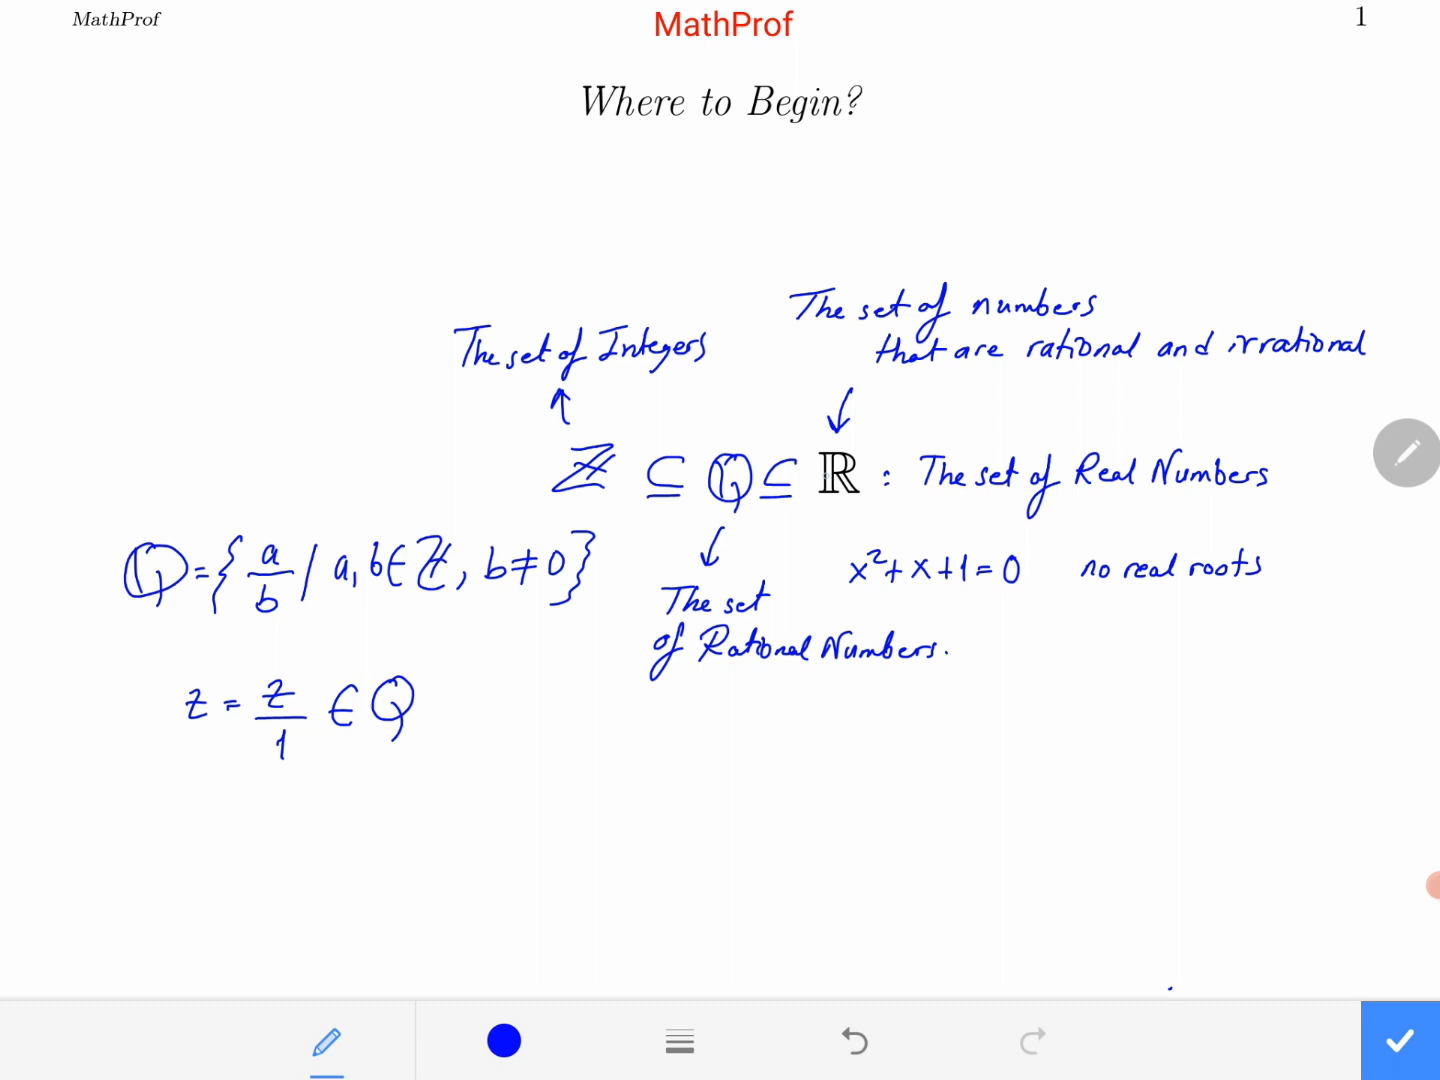 MathProf
MathProf
1
Where to Begin?
The set of numbers
that are rational and irrational
The set of Integers
↑
↓
ℤ ⊆ ℚ ⊆ ℝ : The set of Real Numbers
ℚ = { a/b / a, b ∈ ℤ, b ≠ 0 }
↓
x² + x + 1 = 0 no real roots
The set
of Rational Numbers.
z = z/1 ∈ ℚ